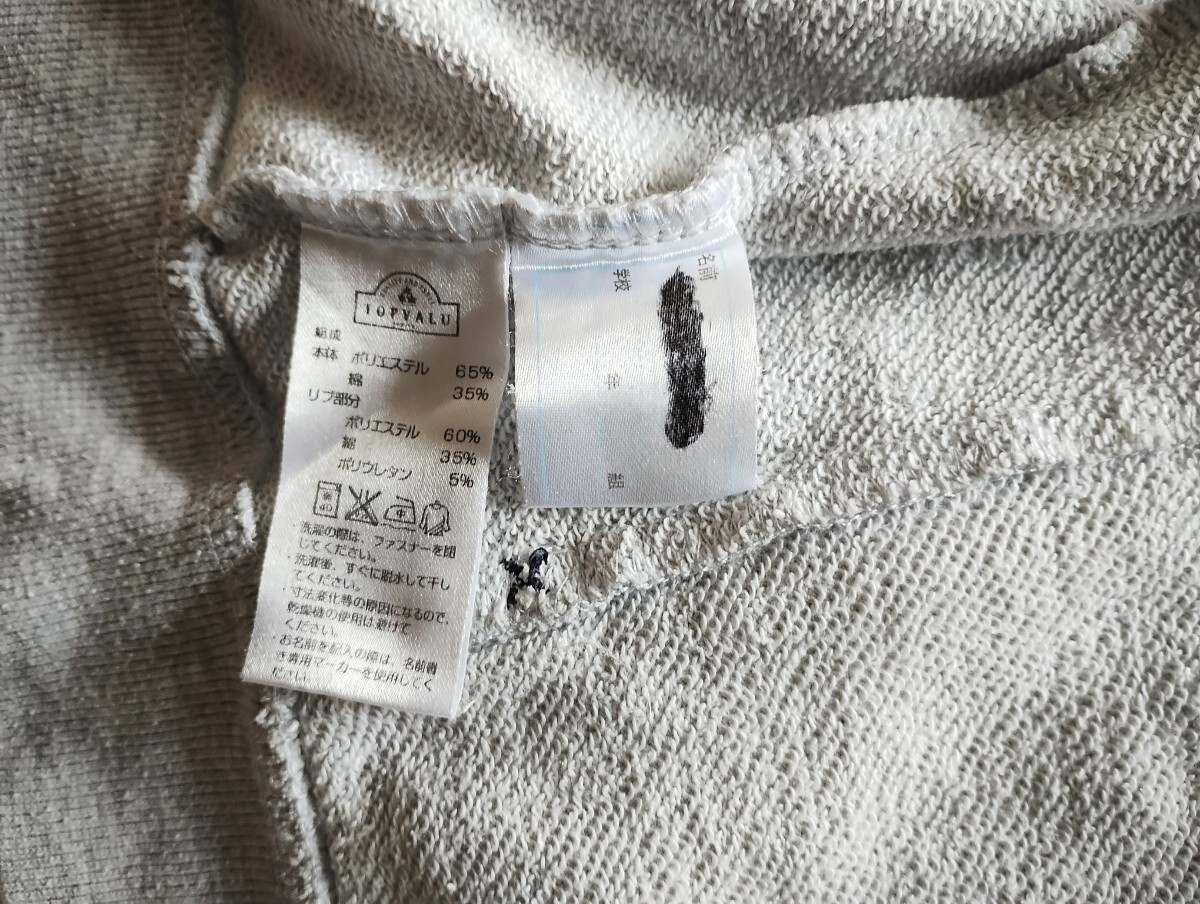 TOPVALU
組成
本体 ポリエステル 65%
綿 35%
リブ部分
ポリエステル 60%
綿 35%
ポリウレタン 5%
・洗濯の際は、ファスナーを閉
じてください。
・洗濯後、すぐに脱水して干し
てください。
・寸法変化等の原因になるので、
乾燥機の使用は避けて
ください。
・お名前を記入の際は、名前書
き専用マーカーを使用してく
ださい。
名前
学校
年
組